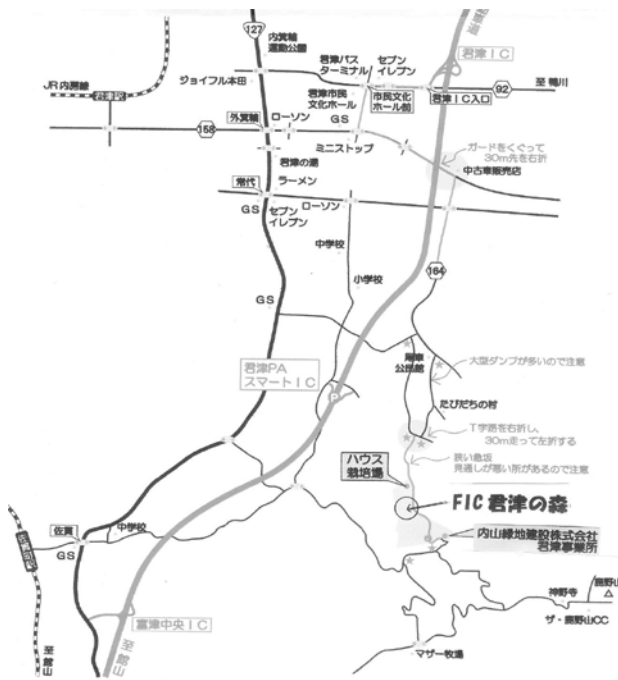 127
内箕輪
運動公園
君津バス
ターミナル
セブン
イレブン
君津IC
JR内房線
君津駅
ジョイフル本田
君津市民
文化ホール
市民文化
ホール前
君津IC入口
92
至鴨川
158
外箕輪
ローソン
GS
ミニストップ
ガードをくぐって
30m先を右折
中古車販売店
君津の湯
常代
ラーメン
GS
セブン
イレブン
ローソン
中学校
小学校
164
GS
君津PA
スマートIC
P
公民館
大型ダンプが多いので注意
たびだちの村
T字路を右折し、
30m走って左折する
ハウス
栽培場
狭い急坂
見通しが悪い所があるので注意
FIC君津の森
内山緑地建設株式会社
君津事業所
佐貫
中学校
GS
佐貫町駅
富津中央IC
至館山
至館山
神野寺
鹿野山
ザ・鹿野山CC
マザー牧場